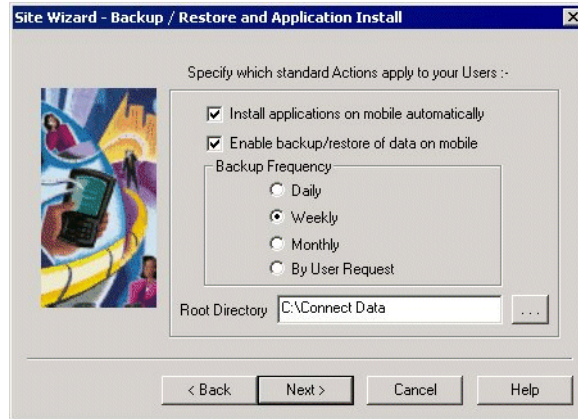 Site Wizard - Backup / Restore and Application Install
Specify which standard Actions apply to your Users :-
Install applications on mobile automatically
Enable backup/restore of data on mobile
Backup Frequency
Daily
Weekly
Monthly
By User Request
Root Directory C:\Connect Data ...
< Back Next > Cancel Help